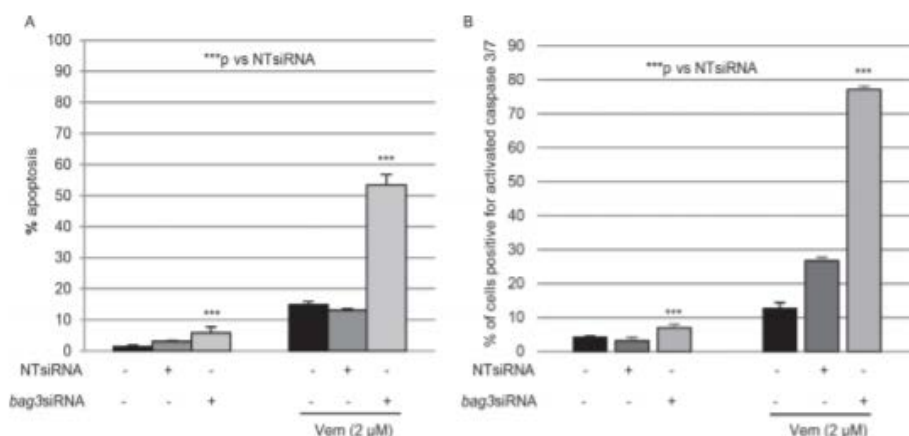 A
***p vs NTsiRNA
% apoptosis
100
90
80
70
60
50
40
30
20
10
0
***
***
NTsiRNA - + - - + -
bag3siRNA - - + - - +
Vem (2 µM)
B
***p vs NTsiRNA
% of cells positive for activated caspase 3/7
90
80
70
60
50
40
30
20
10
0
***
***
NTsiRNA - + - - + -
bag3siRNA - - + - - +
Vem (2 µM)